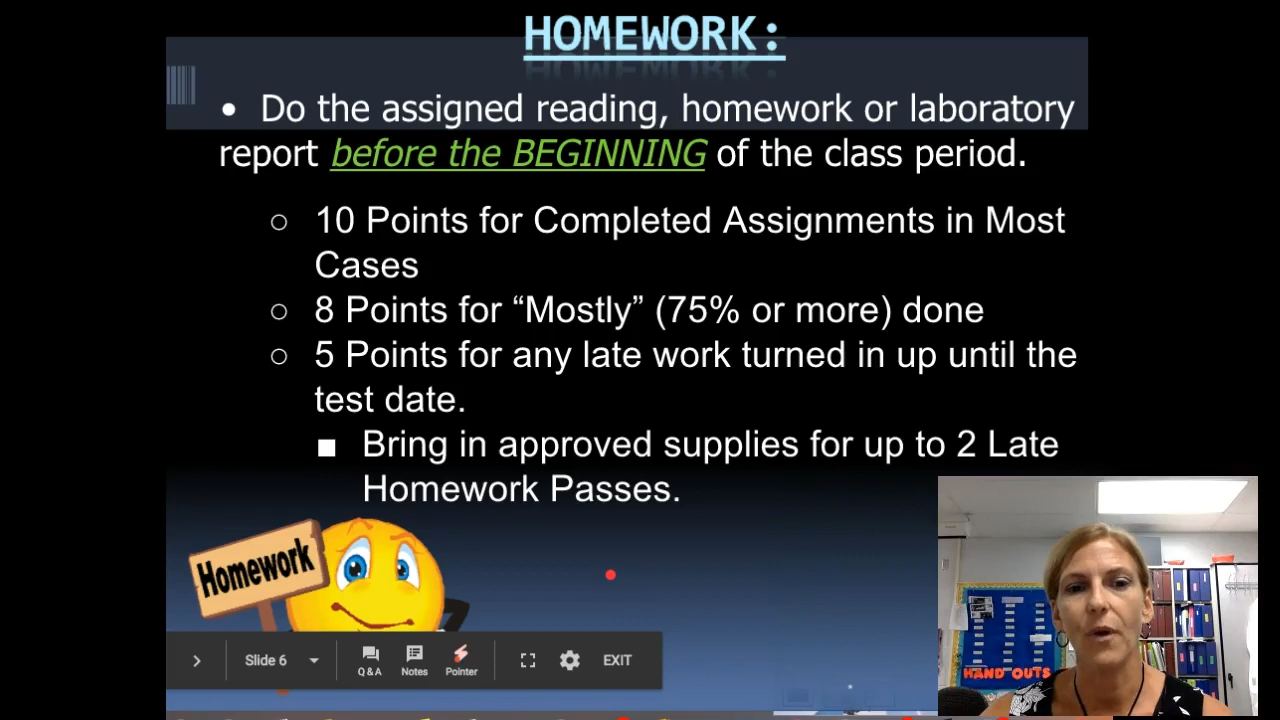 HOMEWORK:
• Do the assigned reading, homework or laboratory
report before the BEGINNING of the class period.
○ 10 Points for Completed Assignments in Most
Cases
○ 8 Points for “Mostly” (75% or more) done
○ 5 Points for any late work turned in up until the
test date.
■ Bring in approved supplies for up to 2 Late
Homework Passes.
Homework
Slide 6
Q&A
Notes
Pointer
EXIT
HAND OUTS